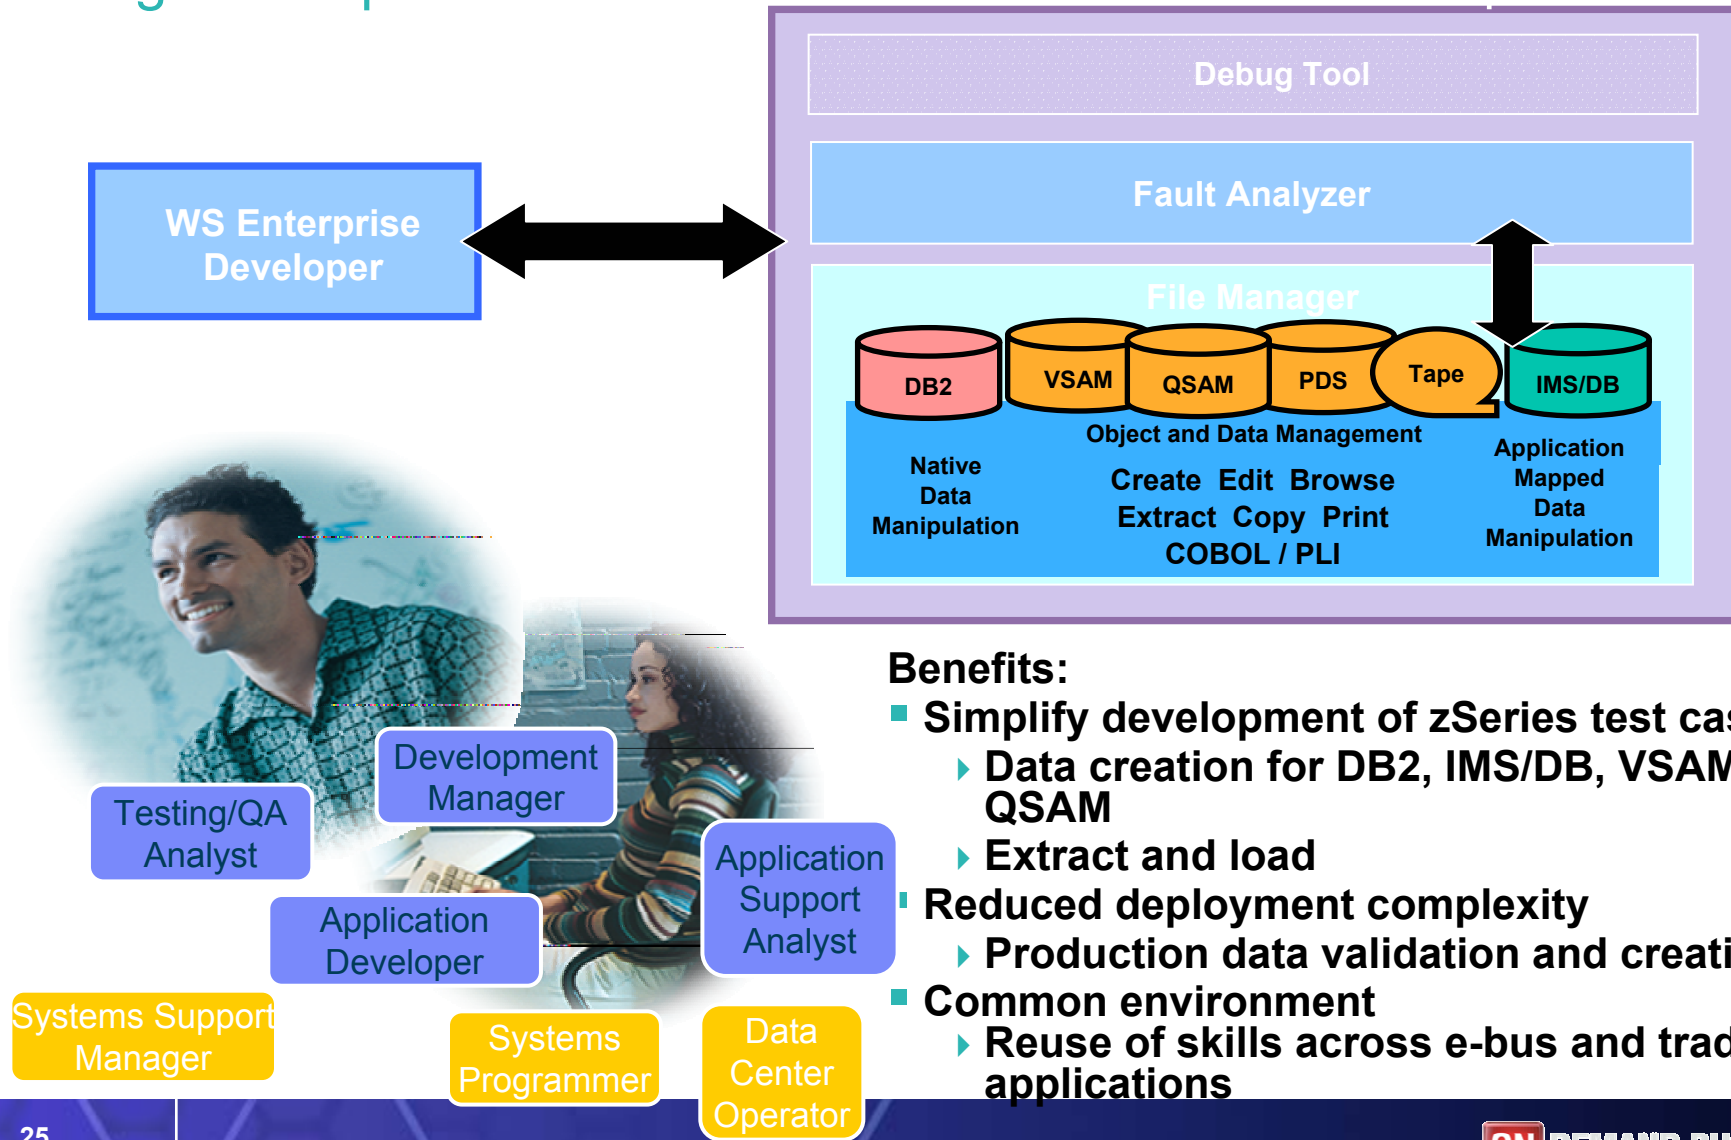 Debug Tool
Fault Analyzer
WS Enterprise
Developer
File Manager
DB2
VSAM
QSAM
PDS
Tape
IMS/DB
Object and Data Management
Native
Data
Manipulation
Create Edit Browse
Extract Copy Print
COBOL / PLI
Application
Mapped
Data
Manipulation
Benefits:
Simplify development of zSeries test cas
Data creation for DB2, IMS/DB, VSAM
QSAM
Extract and load
Reduced deployment complexity
Production data validation and creati
Common environment
Reuse of skills across e-bus and trad
applications
Development
Manager
Testing/QA
Analyst
Application
Support
Analyst
Application
Developer
Systems Support
Manager
Systems
Programmer
Data
Center
Operator
25